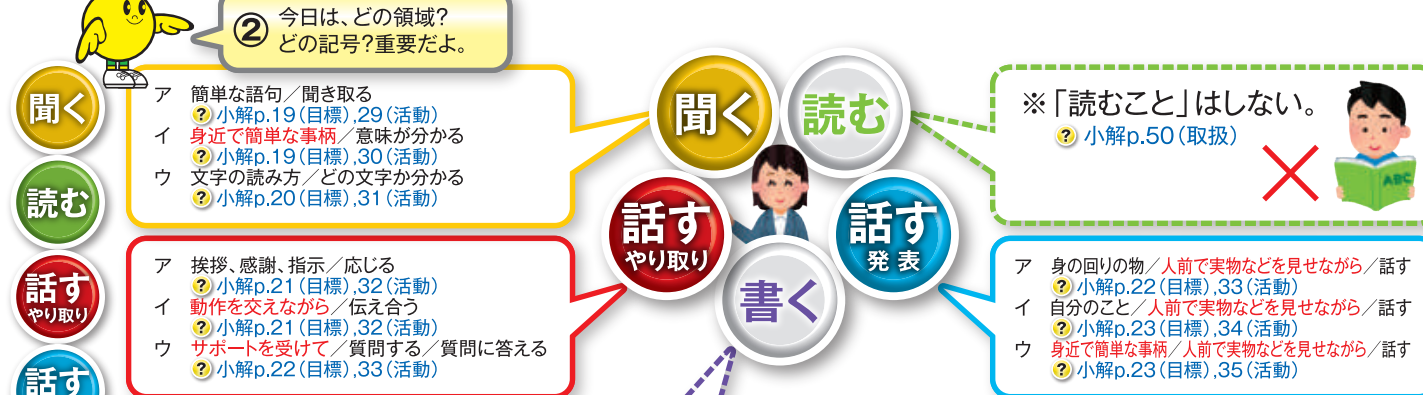 ② 今日は、どの領域?
どの記号?重要だよ。
聞く
読む
話す
やり取り
話す
ア 簡単な語句/聞き取る
? 小解p.19(目標),29(活動)
イ 身近で簡単な事柄/意味が分かる
? 小解p.19(目標),30(活動)
ウ 文字の読み方/どの文字か分かる
? 小解p.20(目標),31(活動)
ア 挨拶、感謝、指示/応じる
? 小解p.21(目標),32(活動)
イ 動作を交えながら/伝え合う
? 小解p.21(目標),32(活動)
ウ サポートを受けて/質問する/質問に答える
? 小解p.22(目標),33(活動)
聞く
読む
話す
やり取り
話す
発表
書く
※「読むこと」はしない。
? 小解p.50(取扱)
ABC
ア 身の回りの物/人前で実物などを見せながら/話す
? 小解p.22(目標),33(活動)
イ 自分のこと/人前で実物などを見せながら/話す
? 小解p.23(目標),34(活動)
ウ 身近で簡単な事柄/人前で実物などを見せながら/話す
? 小解p.23(目標),35(活動)